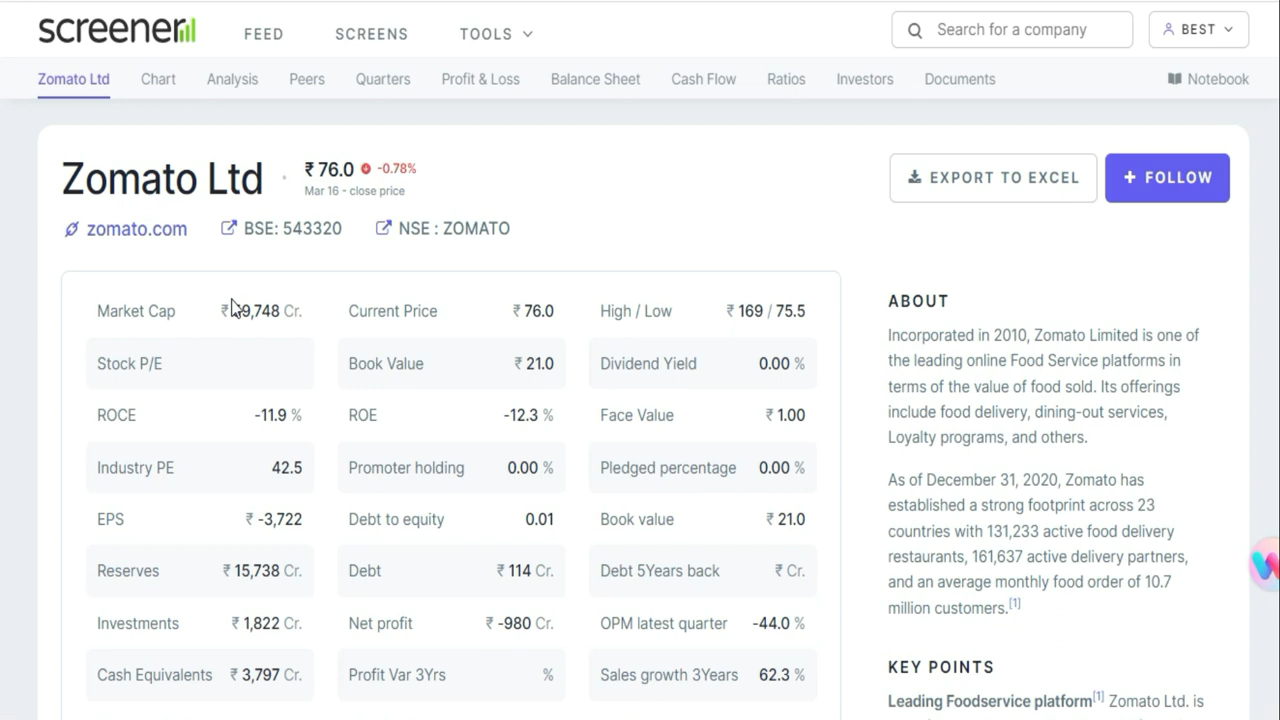 screener
FEED SCREENS TOOLS
Search for a company
BEST
Zomato Ltd Chart Analysis Peers Quarters Profit & Loss Balance Sheet Cash Flow Ratios Investors Documents Notebook
Zomato Ltd
₹ 76.0 -0.78%
Mar 16 - close price
EXPORT TO EXCEL
+ FOLLOW
zomato.com BSE: 543320 NSE : ZOMATO
Market Cap ₹ 9,748 Cr. Current Price ₹ 76.0 High / Low ₹ 169 / 75.5
Stock P/E Book Value ₹ 21.0 Dividend Yield 0.00 %
ROCE -11.9 % ROE -12.3 % Face Value ₹ 1.00
Industry PE 42.5 Promoter holding 0.00 % Pledged percentage 0.00 %
EPS ₹ -3,722 Debt to equity 0.01 Book value ₹ 21.0
Reserves ₹ 15,738 Cr. Debt ₹ 114 Cr. Debt 5Years back ₹ Cr.
Investments ₹ 1,822 Cr. Net profit ₹ -980 Cr. OPM latest quarter -44.0 %
Cash Equivalents ₹ 3,797 Cr. Profit Var 3Yrs % Sales growth 3Years 62.3 %
ABOUT
Incorporated in 2010, Zomato Limited is one of
the leading online Food Service platforms in
terms of the value of food sold. Its offerings
include food delivery, dining-out services,
Loyalty programs, and others.
As of December 31, 2020, Zomato has
established a strong footprint across 23
countries with 131,233 active food delivery
restaurants, 161,637 active delivery partners,
and an average monthly food order of 10.7
million customers.[1]
KEY POINTS
Leading Foodservice platform[1] Zomato Ltd. is